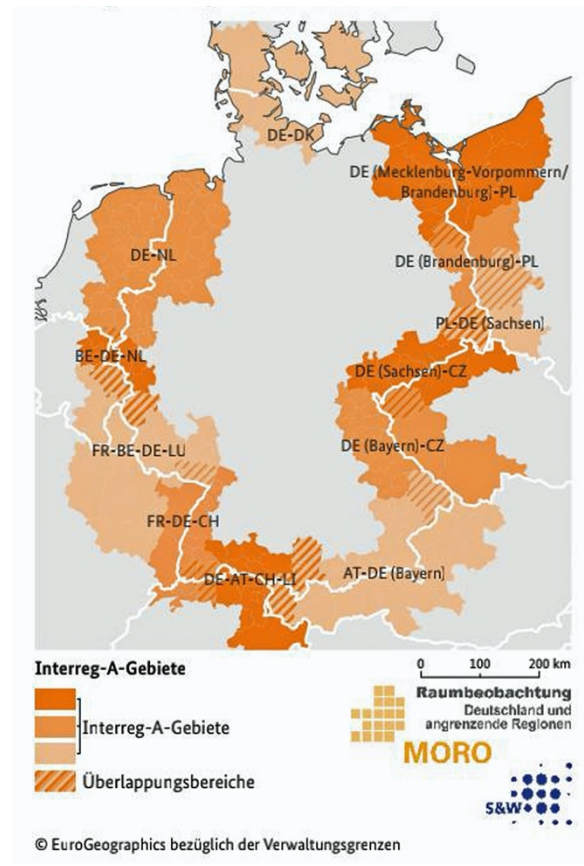 DE-DK
DE (Mecklenburg-Vorpommern/
Brandenburg)-PL
DE-NL
DE (Brandenburg)-PL
PL-DE (Sachsen)
BE-DE-NL
DE (Sachsen)-CZ
DE (Bayern)-CZ
FR-BE-DE-LU
FR-DE-CH
DE-AT-CH-LI
AT-DE (Bayern)
Interreg-A-Gebiete
0 100 200 km
Interreg-A-Gebiete
Überlappungsbereiche
Raumbeobachtung
Deutschland und
angrenzende Regionen
MORO
S&W
© EuroGeographics bezüglich der Verwaltungsgrenzen